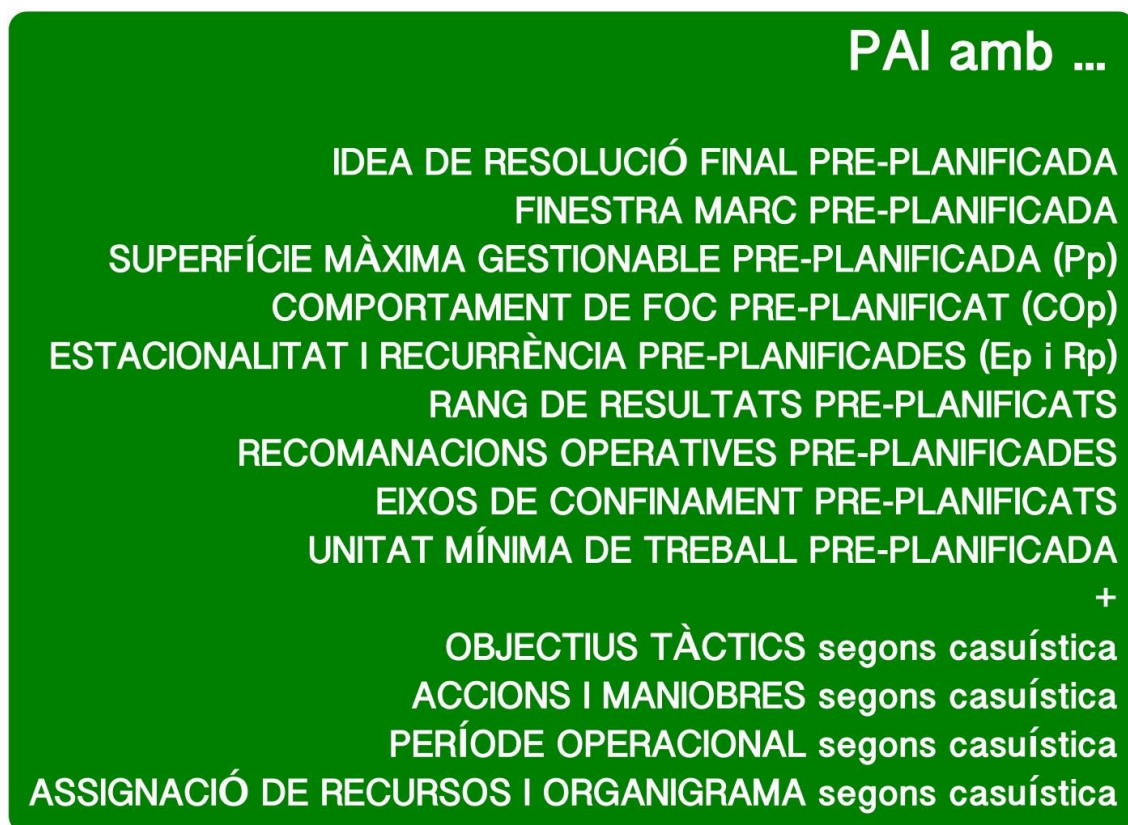 PAI amb ...
IDEA DE RESOLUCIÓ FINAL PRE-PLANIFICADA
FINESTRA MARC PRE-PLANIFICADA
SUPERFÍCIE MÀXIMA GESTIONABLE PRE-PLANIFICADA (Pp)
COMPORTAMENT DE FOC PRE-PLANIFICAT (COp)
ESTACIONALITAT I RECURRÈNCIA PRE-PLANIFICADES (Ep i Rp)
RANG DE RESULTATS PRE-PLANIFICATS
RECOMANACIONS OPERATIVES PRE-PLANIFICADES
EIXOS DE CONFINAMENT PRE-PLANIFICATS
UNITAT MÍNIMA DE TREBALL PRE-PLANIFICADA
+
OBJECTIUS TÀCTICS segons casuística
ACCIONS I MANIOBRES segons casuística
PERÍODE OPERACIONAL segons casuística
ASSIGNACIÓ DE RECURSOS I ORGANIGRAMA segons casuística